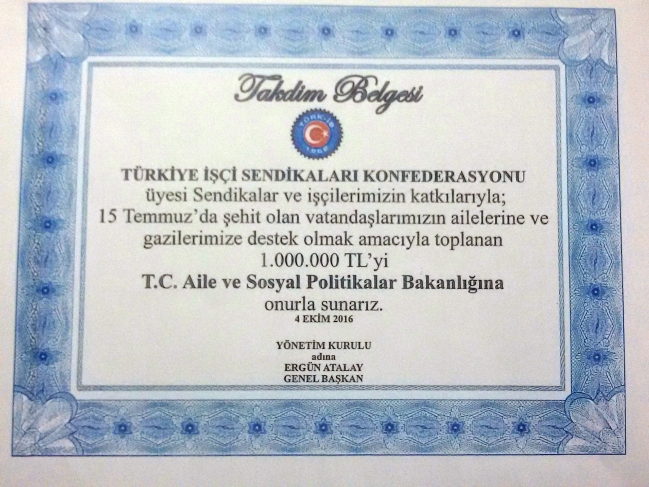 Takdim Belgesi
TÜRK-İŞ
1952
TÜRKİYE İŞÇİ SENDİKALARI KONFEDERASYONU
üyesi Sendikalar ve işçilerimizin katkılarıyla;
15 Temmuz'da şehit olan vatandaşlarımızın ailelerine ve
gazilerimize destek olmak amacıyla toplanan
1.000.000 TL'yi
T.C. Aile ve Sosyal Politikalar Bakanlığına
onurla sunarız.
4 EKİM 2016
YÖNETİM KURULU
adına
ERGÜN ATALAY
GENEL BAŞKAN